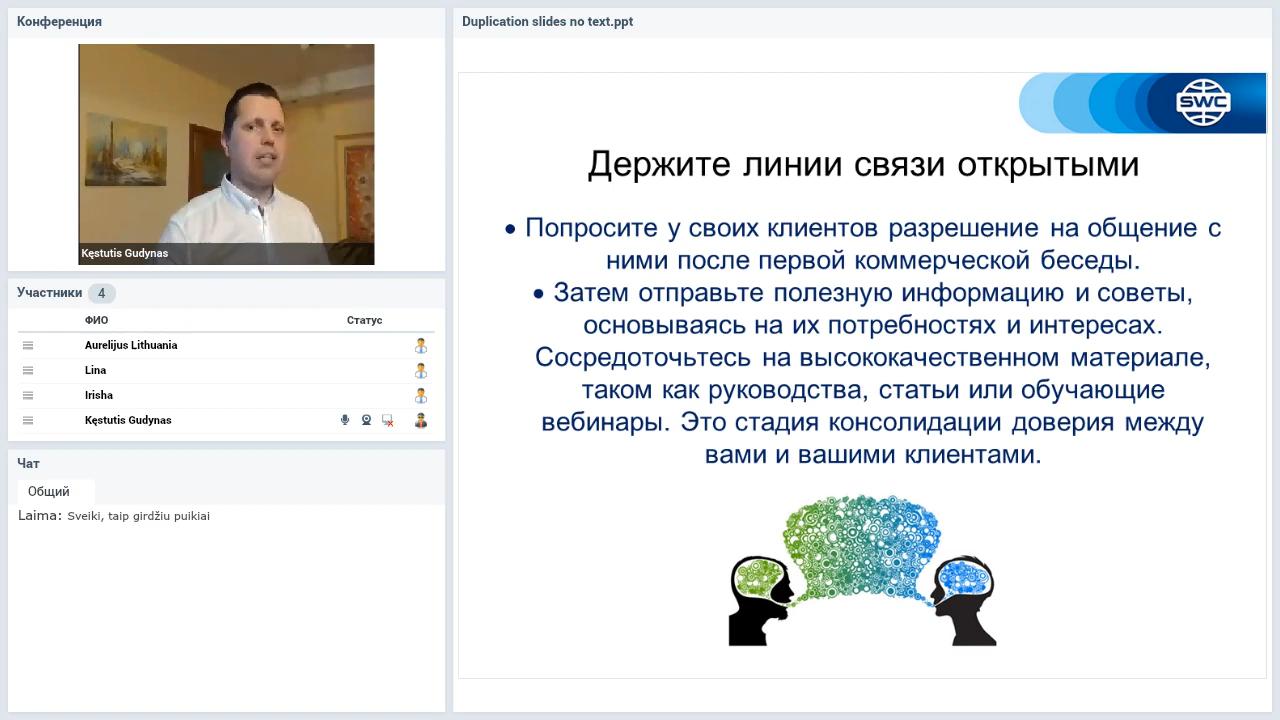 Конференция
Kęstutis Gudynas
Участники 4
ФИО Статус
Aurelijus Lithuania
Lina
Irisha
Kęstutis Gudynas
Чат
Общий
Laima: Sveiki, taip girdžiu puikiai
Duplication slides no text.ppt
SWC
Держите линии связи открытыми
• Попросите у своих клиентов разрешение на общение с
ними после первой коммерческой беседы.
• Затем отправьте полезную информацию и советы,
основываясь на их потребностях и интересах.
Сосредоточьтесь на высококачественном материале,
таком как руководства, статьи или обучающие
вебинары. Это стадия консолидации доверия между
вами и вашими клиентами.